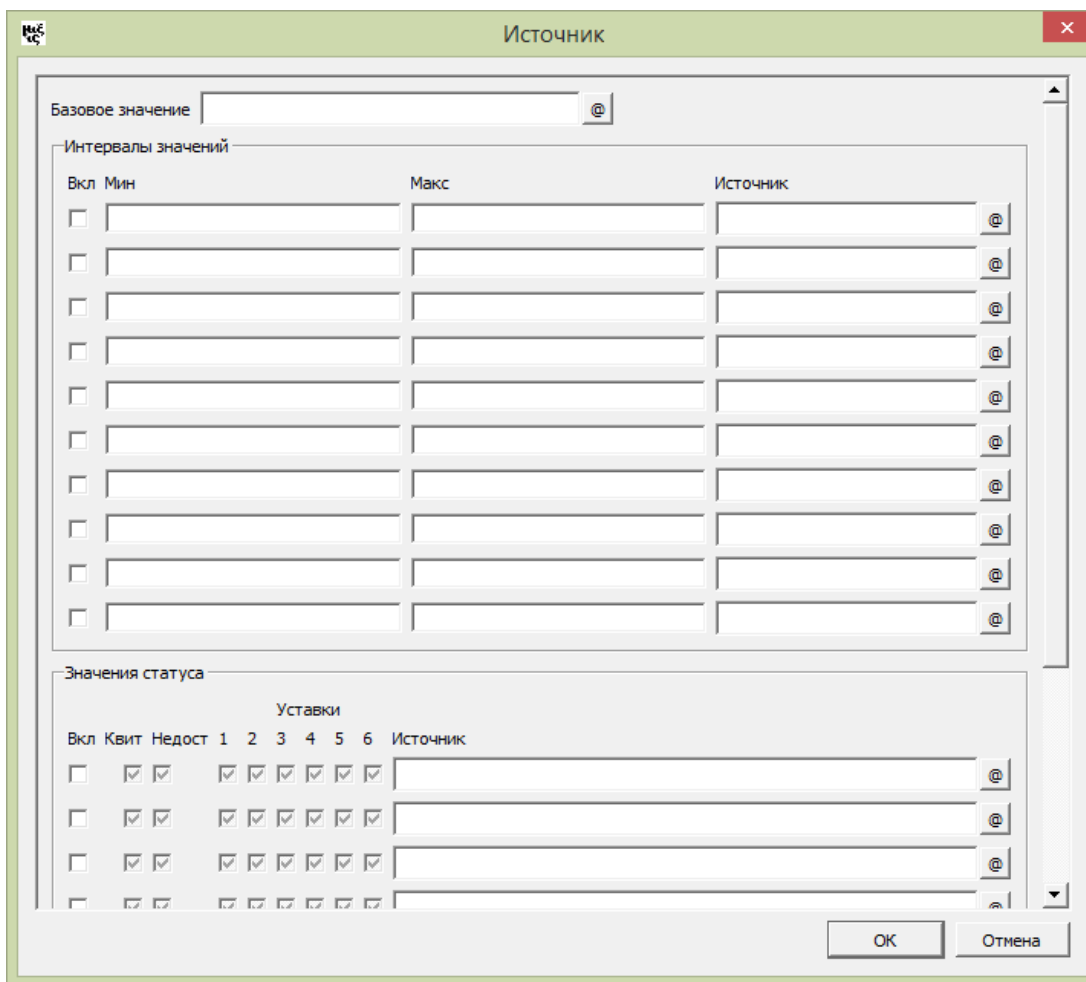 Источник
Базовое значение @
Интервалы значений
Вкл Мин Макс Источник
@
@
@
@
@
@
@
@
@
@
Значения статуса
Уставки
Вкл Квит Недост 1 2 3 4 5 6 Источник
@
@
@
@
OK Отмена